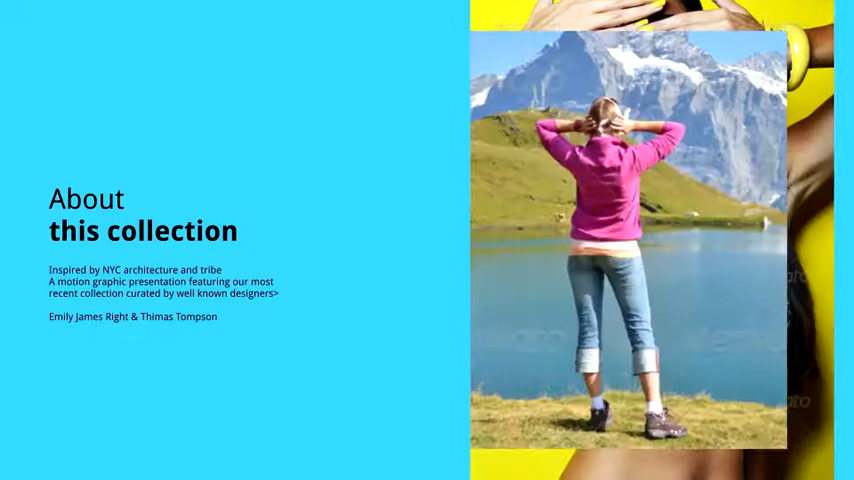 About
this collection
Inspired by NYC architecture and tribe
A motion graphic presentation featuring our most
recent collection curated by well known designers>
Emily James Right & Thimas Tompson